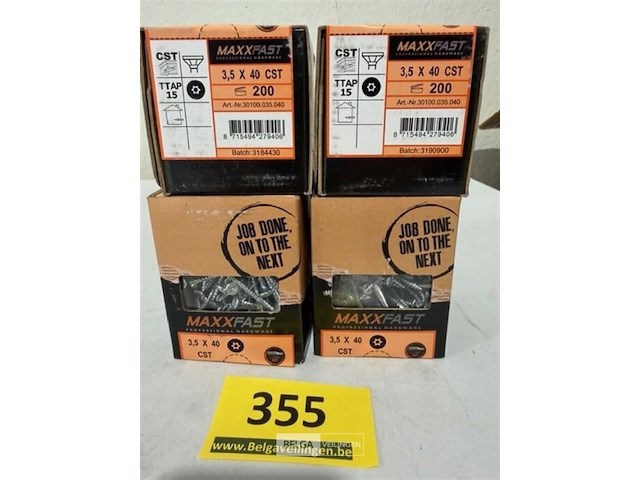 CST
MAXXFAST
PROFESSIONAL HARDWARE
3,5 X 40 CST
TTAP
15
200
Art.-Nr.30100.035.040
8 715494 279406
Batch:3184430
CST
MAXXFAST
PROFESSIONAL HARDWARE
3,5 X 40 CST
TTAP
15
200
Art.-Nr.30100.035.040
8 715494 279406
Batch:3190900
JOB DONE,
ON TO THE
NEXT
MAXXFAST
PROFESSIONAL HARDWARE
3,5 X 40
CST
JOB DONE,
ON TO THE
NEXT
MAXXFAST
PROFESSIONAL HARDWARE
3,5 X 40
CST
355
BELGA VEILINGEN
www.Belgaveilingen.be